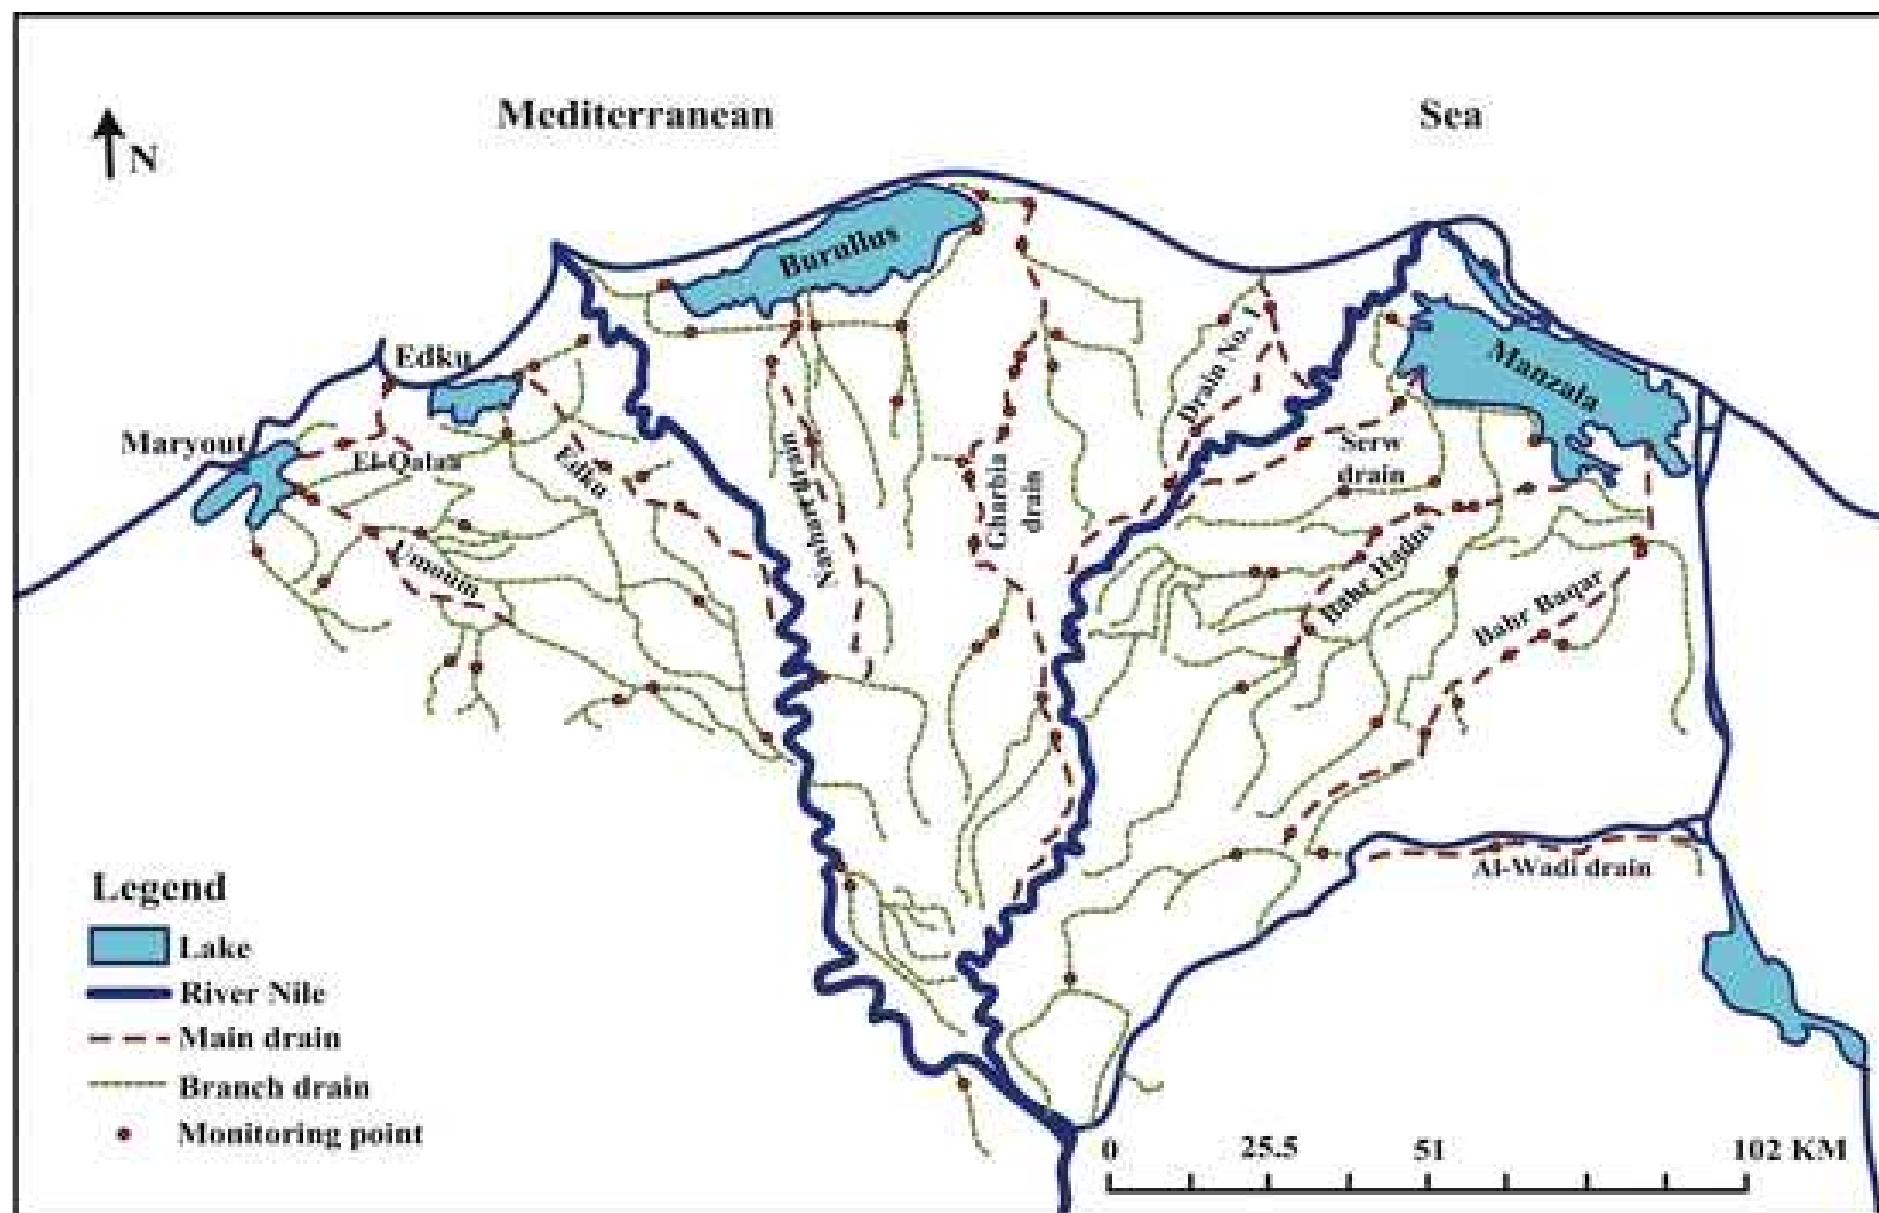 Mediterranean Sea
N
Burullus
Edku
Manzala
Drain No. 1
Maryout
El-Qalaa
Edku
Serw
drain
Gharbia
drain
Umoum
Bahr Hadus
Bahr Baqar
Al-Wadi drain
Legend
Lake
River Nile
Main drain
Branch drain
Monitoring point
0 25.5 51 102 KM